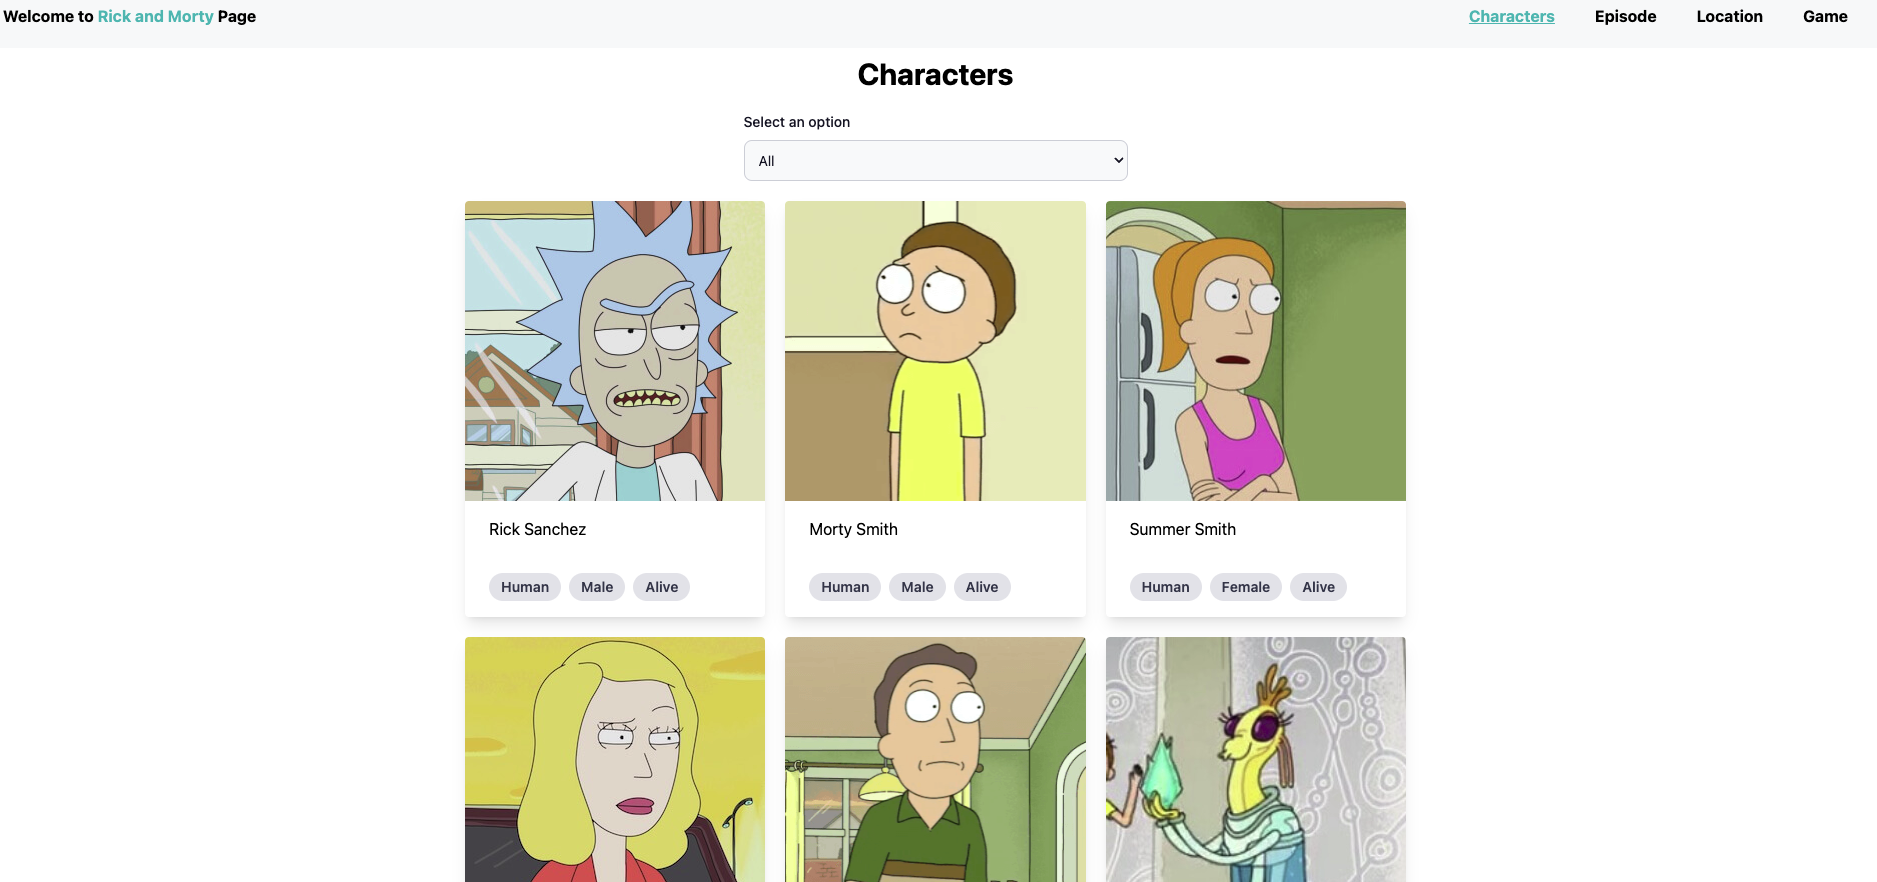 Welcome to Rick and Morty Page
Characters Episode Location Game
Characters
Select an option
All
Rick Sanchez
Human Male Alive
Morty Smith
Human Male Alive
Summer Smith
Human Female Alive